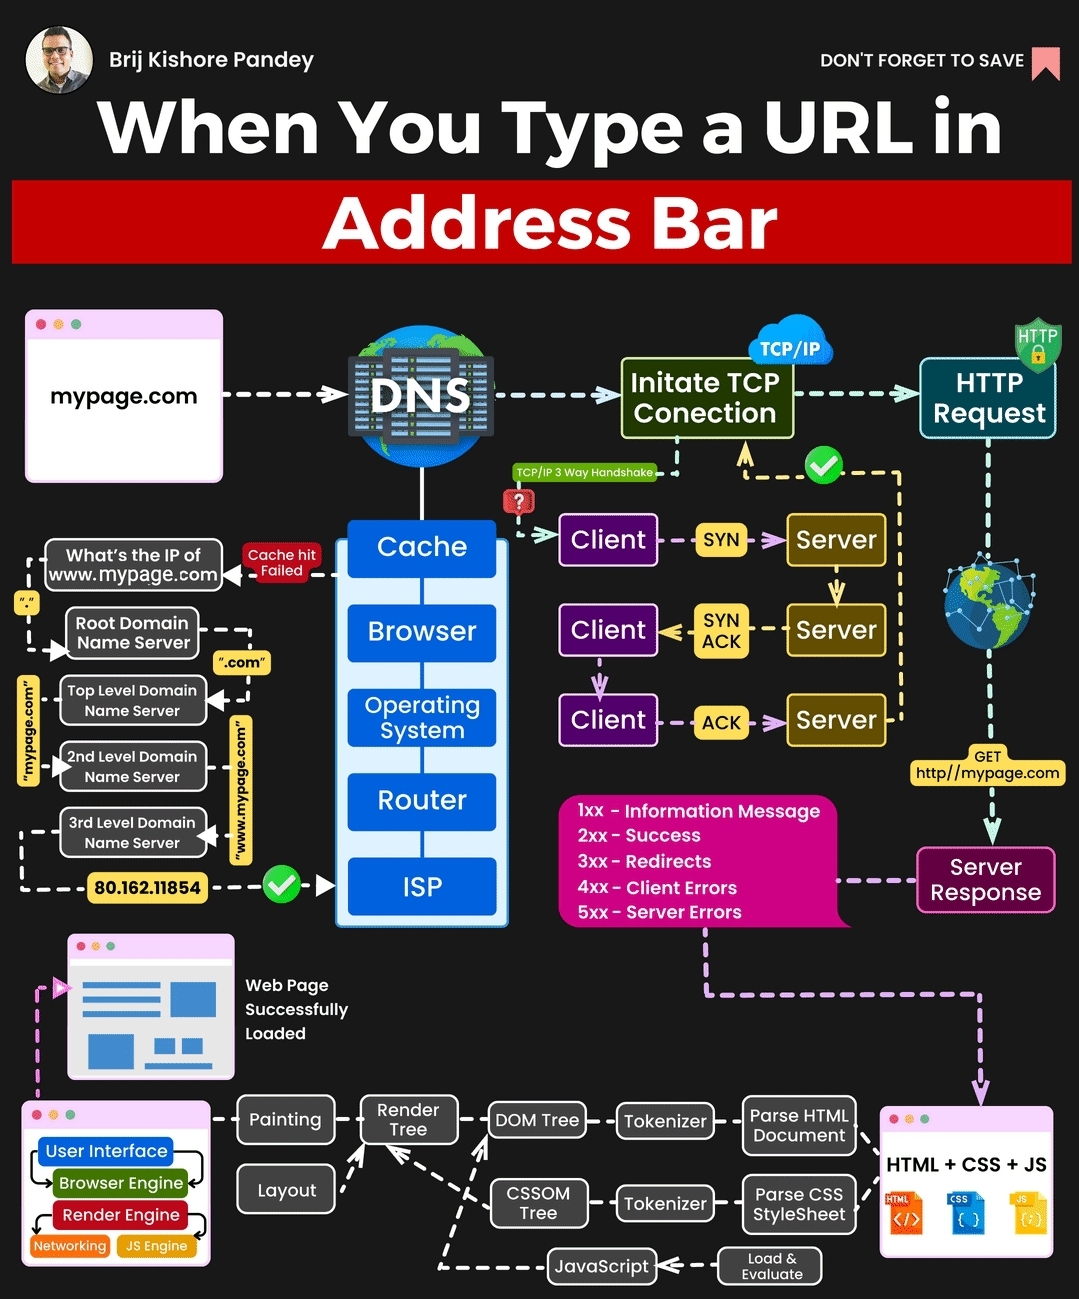 Brij Kishore Pandey
DON'T FORGET TO SAVE
When You Type a URL in
Address Bar
mypage.com
DNS
TCP/IP
Initate TCP
Conection
HTTP
HTTP
Request
TCP/IP 3 Way Handshake
?
Client
SYN
Server
Client
SYN
ACK
Server
Client
ACK
Server
Cache
Browser
Operating
System
Router
ISP
Cache hit
Failed
What's the IP of
www.mypage.com
"."
Root Domain
Name Server
".com"
Top Level Domain
Name Server
"mypage.com"
2nd Level Domain
Name Server
"www.mypage.com"
3rd Level Domain
Name Server
80.162.11854
GET
http//mypage.com
Server
Response
1xx - Information Message
2xx - Success
3xx - Redirects
4xx - Client Errors
5xx - Server Errors
Web Page
Successfully
Loaded
User Interface
Browser Engine
Render Engine
Networking
JS Engine
Painting
Render
Tree
DOM Tree
Tokenizer
Parse HTML
Document
Layout
CSSOM
Tree
Tokenizer
Parse CSS
StyleSheet
JavaScript
Load &
Evaluate
HTML + CSS + JS
HTML
</>
CSS
{ }
JS
{;}